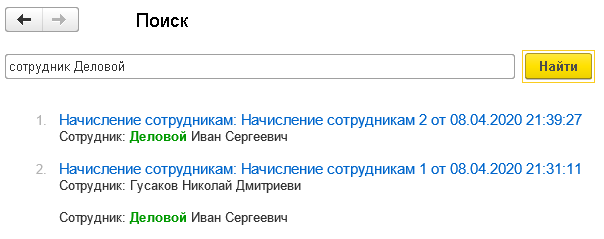 Поиск
сотрудник Деловой
Найти
1. Начисление сотрудникам: Начисление сотрудникам 2 от 08.04.2020 21:39:27
Сотрудник: Деловой Иван Сергеевич
2. Начисление сотрудникам: Начисление сотрудникам 1 от 08.04.2020 21:31:11
Сотрудник: Гусаков Николай Дмитриеви
Сотрудник: Деловой Иван Сергеевич